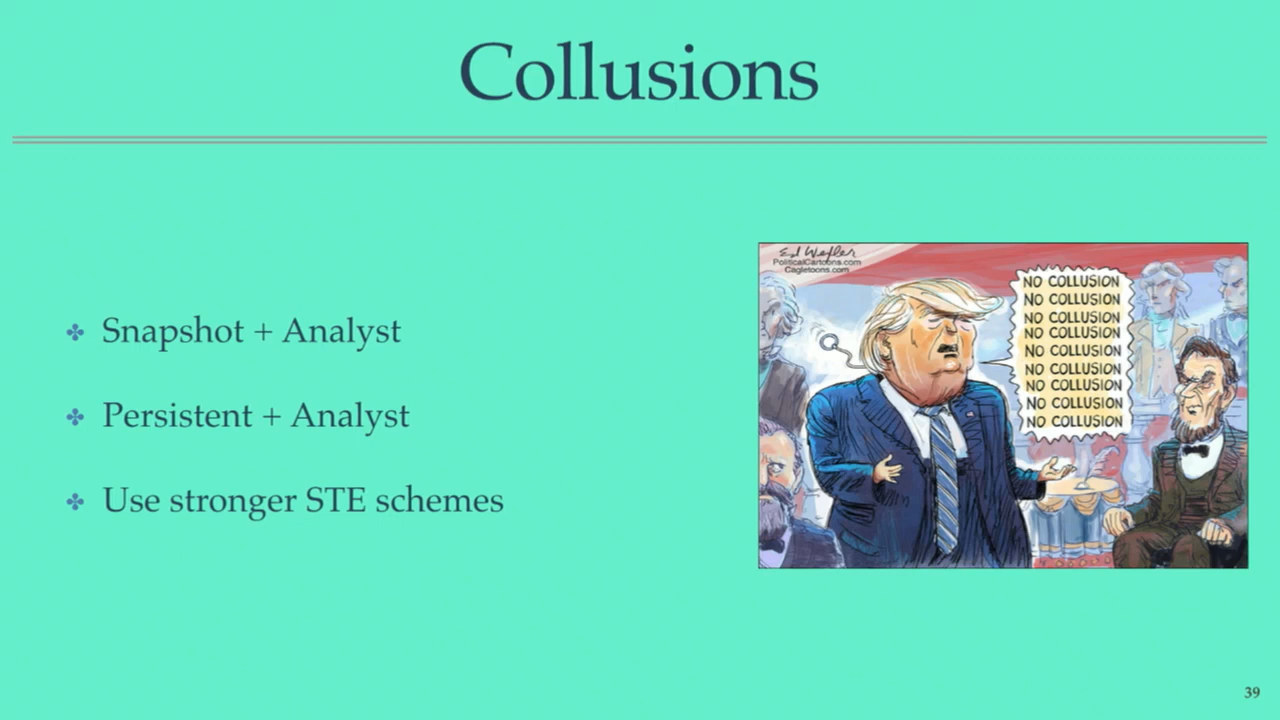 Collusions
Snapshot + Analyst
Persistent + Analyst
Use stronger STE schemes
PoliticalCartoons.com
Cagletoons.com
NO COLLUSION
NO COLLUSION
NO COLLUSION
NO COLLUSION
NO COLLUSION
NO COLLUSION
NO COLLUSION
NO COLLUSION
NO COLLUSION
39